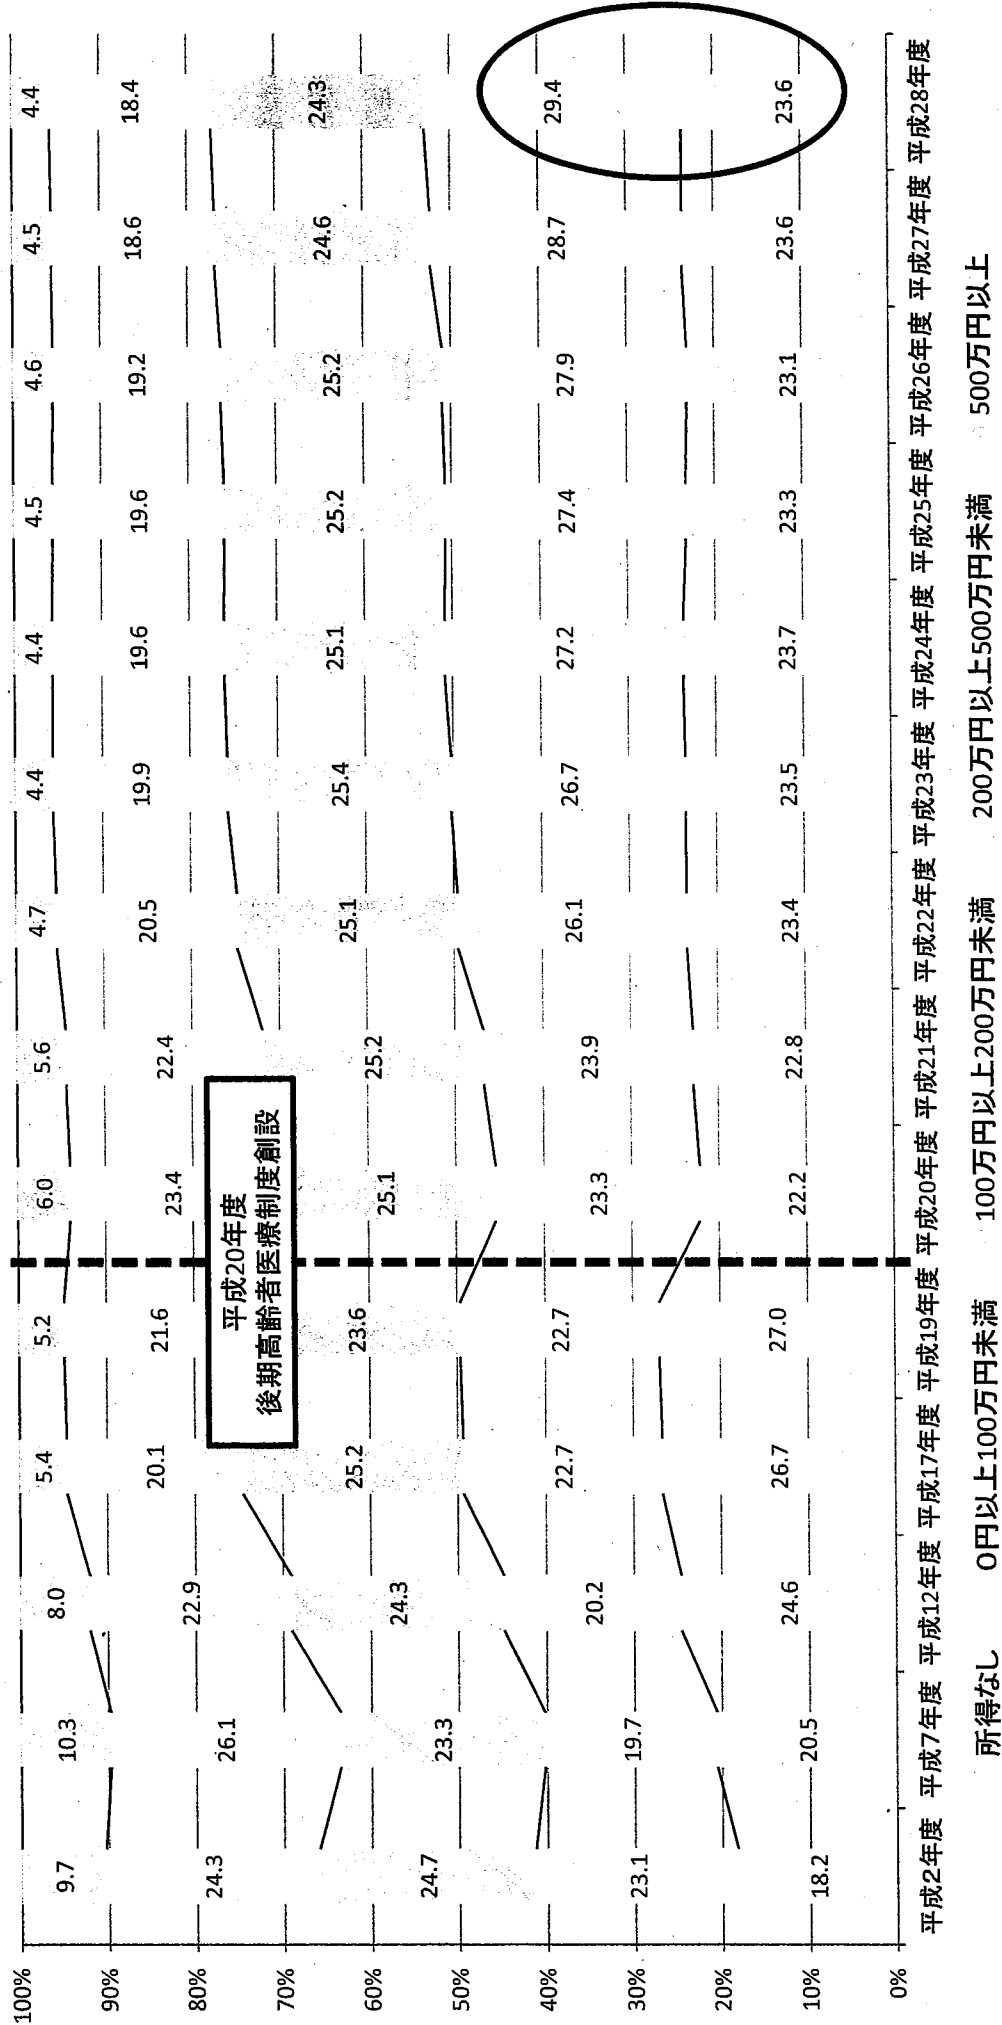 100%
90%
80%
70%
60%
50%
40%
30%
20%
10%
0%
9.7 10.3 8.0 5.4 5.2 6.0 5.6 4.7 4.4 4.4 4.5 4.6 4.5 4.4
24.3 26.1 22.9 20.1 21.6 23.4 22.4 20.5 19.9 19.6 19.6 19.2 18.6 18.4
24.7 23.3 24.3 25.2 23.6 25.1 25.2 25.1 25.4 25.1 25.2 25.2 24.6 24.3
23.1 19.7 20.2 22.7 22.7 23.3 23.9 26.1 26.7 27.2 27.4 27.9 28.7 29.4
18.2 20.5 24.6 26.7 27.0 22.2 22.8 23.4 23.5 23.7 23.3 23.1 23.6 23.6
平成20年度
後期高齢者医療制度創設
平成2年度 平成7年度 平成12年度 平成17年度 平成19年度 平成20年度 平成21年度 平成22年度 平成23年度 平成24年度 平成25年度 平成26年度 平成27年度 平成28年度
所得なし 0円以上100万円未満 100万円以上200万円未満 200万円以上500万円未満 500万円以上